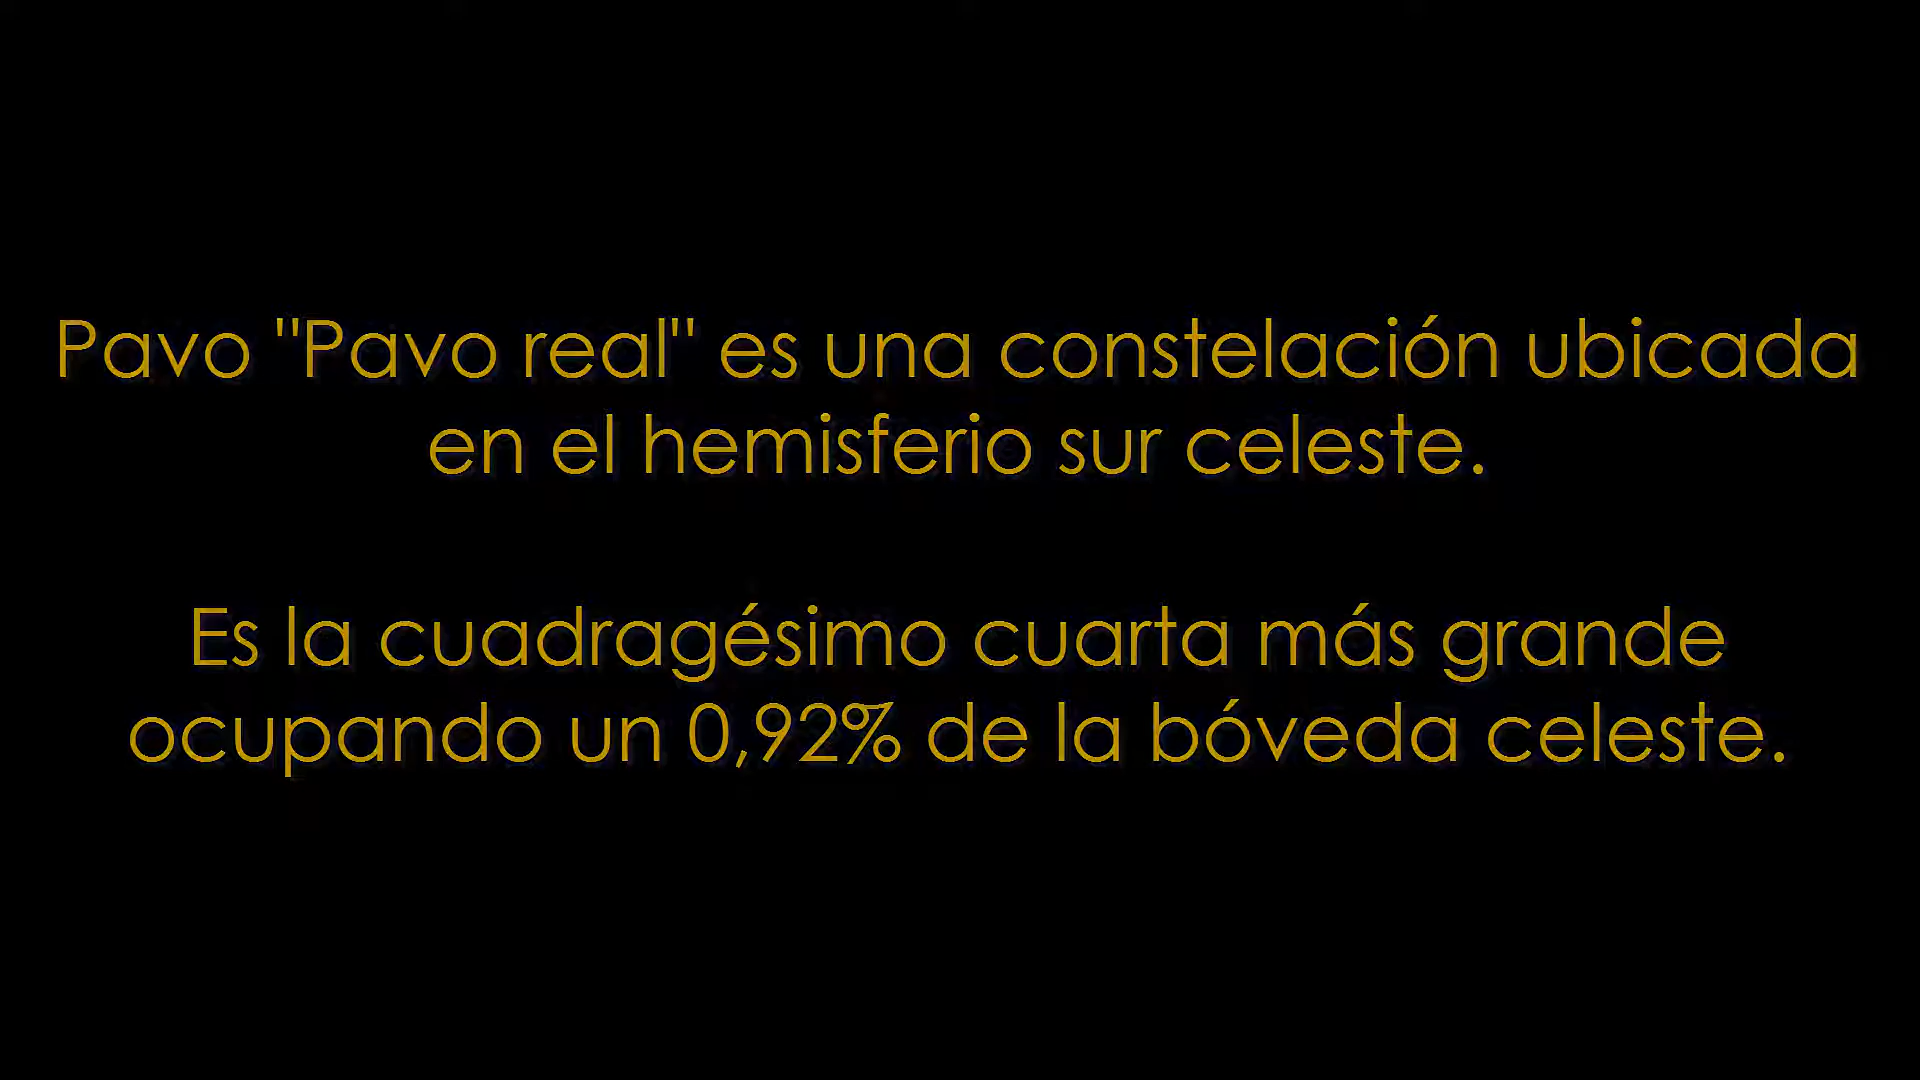 Pavo "Pavo real" es una constelación ubicada
en el hemisferio sur celeste.
Es la cuadragésimo cuarta más grande
ocupando un 0,92% de la bóveda celeste.